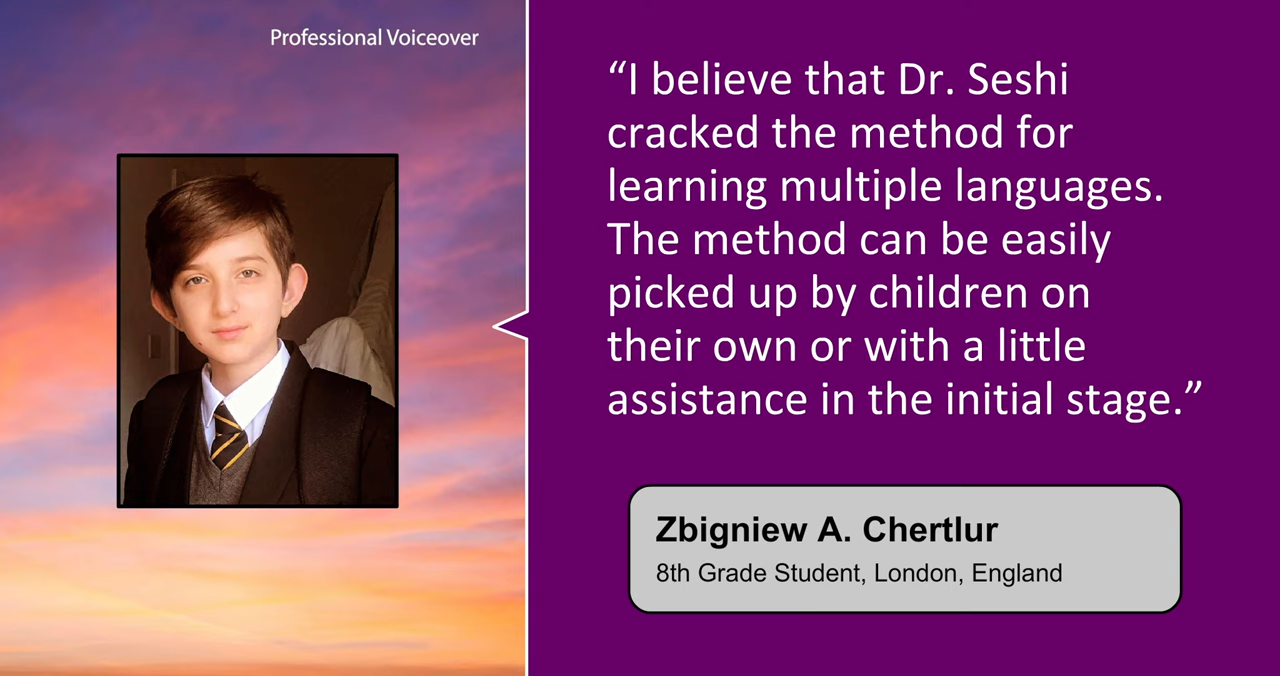 Professional Voiceover
“I believe that Dr. Seshi
cracked the method for
learning multiple languages.
The method can be easily
picked up by children on
their own or with a little
assistance in the initial stage.”
Zbigniew A. Chertlur
8th Grade Student, London, England